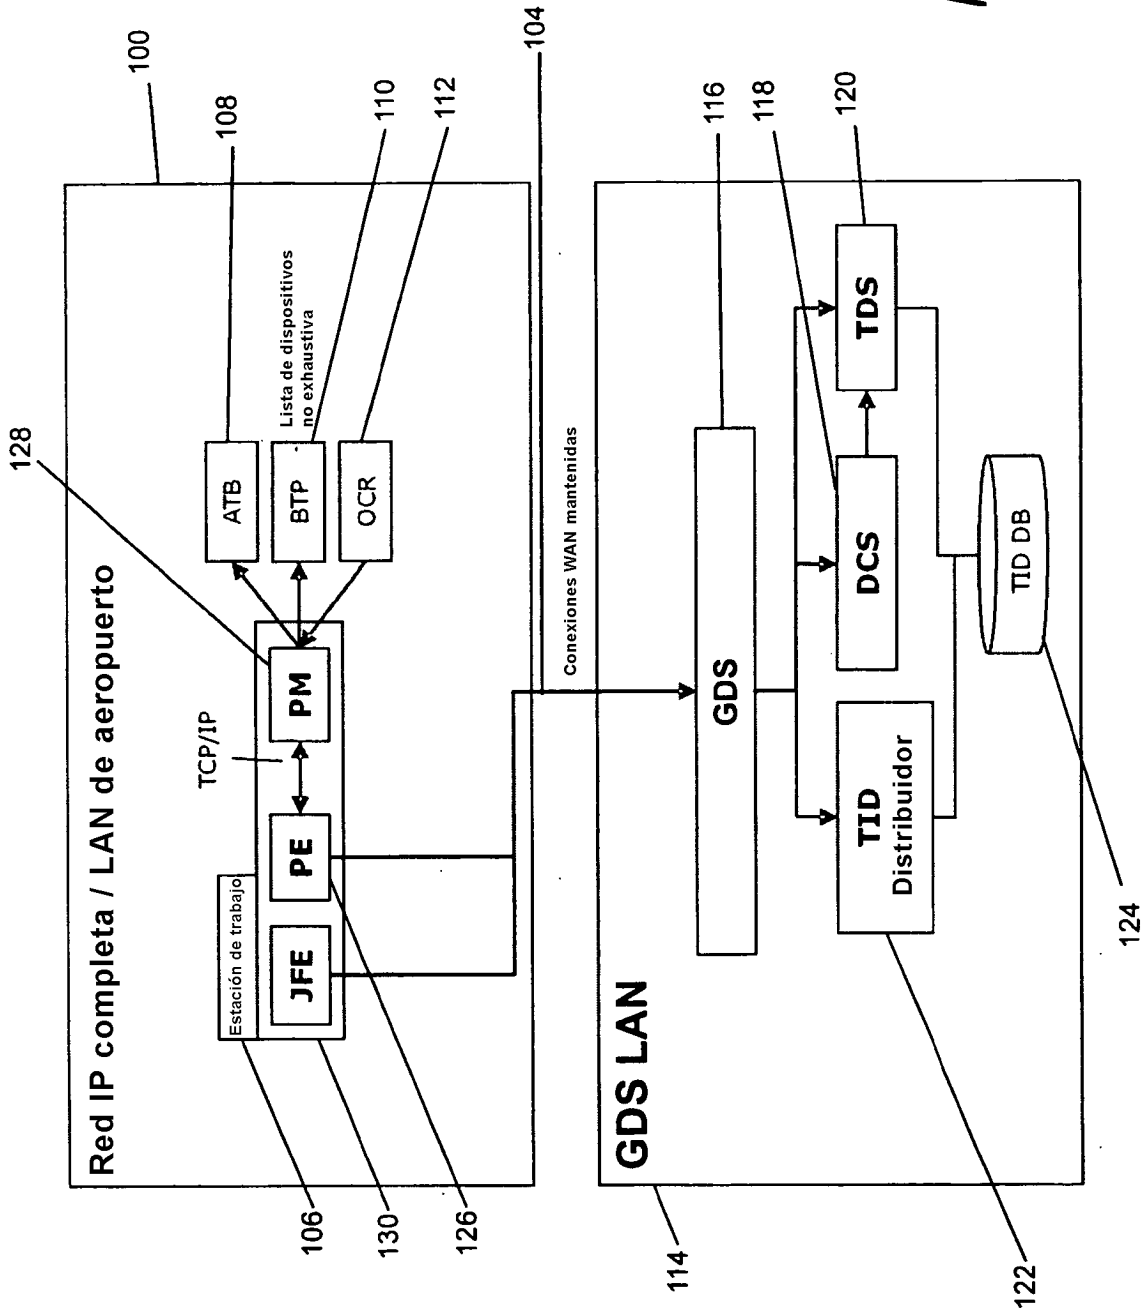 Red IP completa / LAN de aeropuerto
100
108
110
112
104
128
ATB
BTP
OCR
Lista de dispositivos
no exhaustiva
TCP/IP
Estación de trabajo
JFE
PE
PM
106
130
126
Conexiones WAN mantenidas
GDS LAN
114
116
118
120
GDS
TID
Distribuidor
DCS
TDS
TID DB
122
124